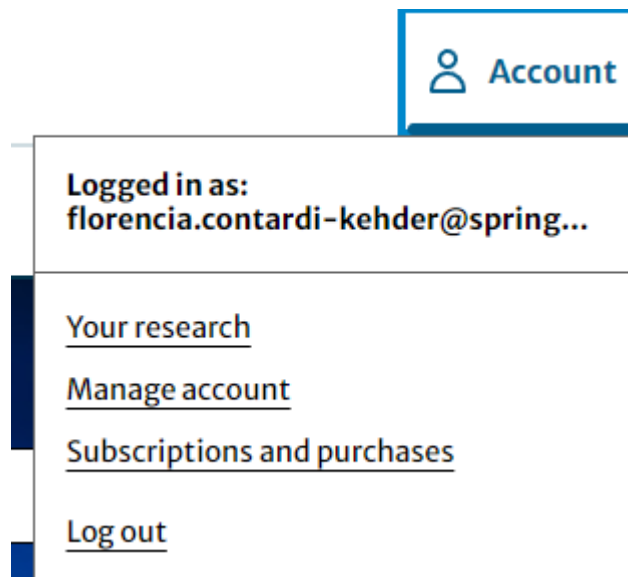 Account
Logged in as:
florencia.contardi-kehder@spring...
Your research
Manage account
Subscriptions and purchases
Log out